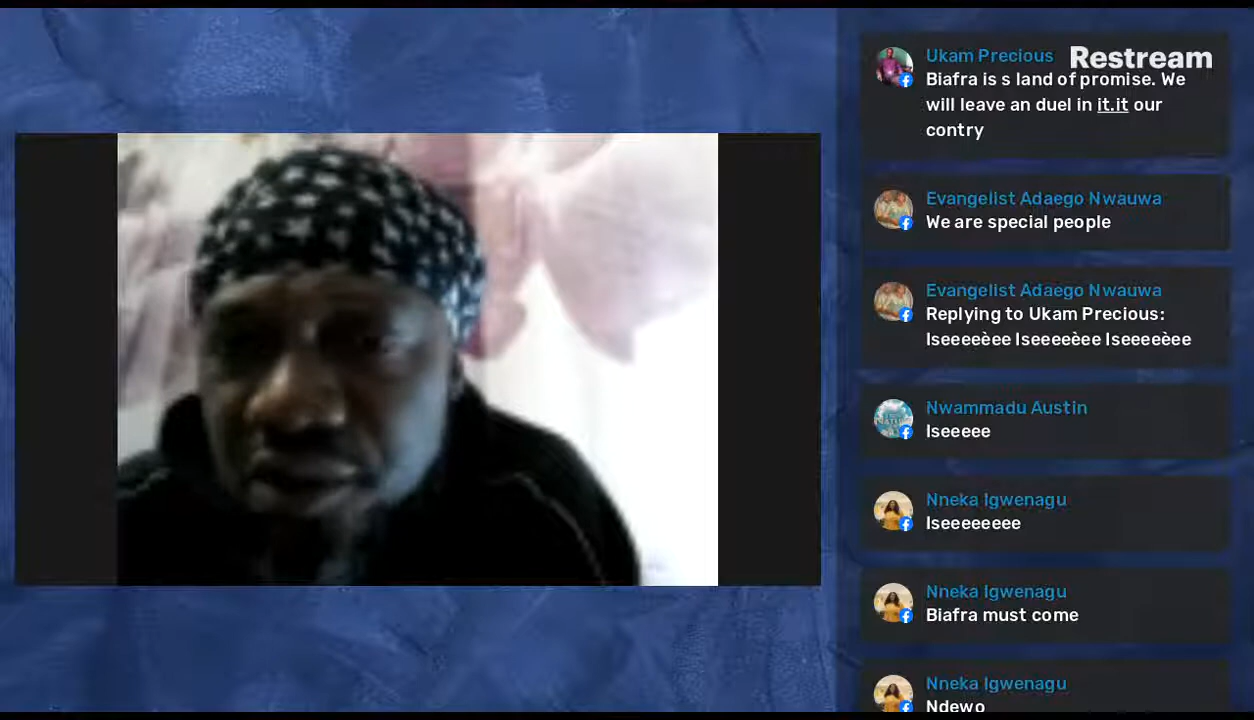 Restream
Ukam Precious
Biafra is s land of promise. We
will leave an duel in it.it our
contry
Evangelist Adaego Nwauwa
We are special people
Evangelist Adaego Nwauwa
Replying to Ukam Precious:
Iseeeeèee Iseeeeèee Iseeeeèee
Nwammadu Austin
Iseeeee
Nneka Igwenagu
Iseeeeeeee
Nneka Igwenagu
Biafra must come
Nneka Igwenagu
Ndewo